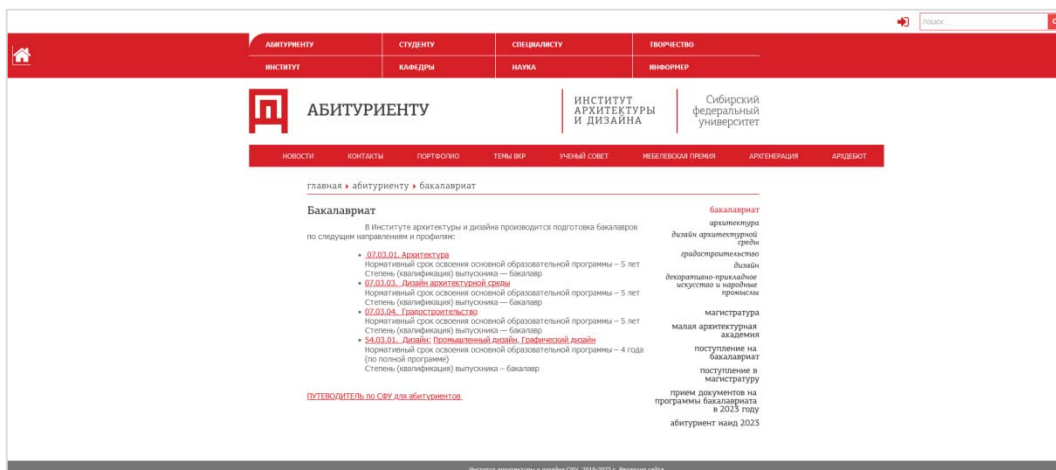 поиск...
АБИТУРИЕНТУ СТУДЕНТУ СПЕЦИАЛИСТУ ТВОРЧЕСТВО
ИНСТИТУТ КАФЕДРЫ НАУКА ИНФОРМЕР
АБИТУРИЕНТУ
ИНСТИТУТ
АРХИТЕКТУРЫ
И ДИЗАЙНА
Сибирский
федеральный
университет
НОВОСТИ КОНТАКТЫ ПОРТФОЛИО ТЕМЫ ВКР УЧЕНЫЙ СОВЕТ МЕБЕЛЕВСКАЯ ПРЕМИЯ АРХГЕНЕРАЦИЯ АРХДЕБЮТ
главная абитуриенту бакалавриат
Бакалавриат
В Институте архитектуры и дизайна производится подготовка бакалавров
по следущим направлениям и профилям:
07.03.01. Архитектура
Нормативный срок освоения основной образовательной программы – 5 лет
Степень (квалификация) выпускника — бакалавр
07.03.03. Дизайн архитектурной среды
Нормативный срок освоения основной образовательной программы – 5 лет
Степень (квалификация) выпускника — бакалавр
07.03.04. Градостроительство
Нормативный срок освоения основной образовательной программы – 5 лет
Степень (квалификация) выпускника — бакалавр
54.03.01. Дизайн: Промышленный дизайн, Графический дизайн
Нормативный срок освоения основной образовательной программы – 4 года
(по полной программе)
Степень (квалификация) выпускника – бакалавр
ПУТЕВОДИТЕЛЬ по СФУ для абитуриентов
бакалавриат
архитектура
дизайн архитектурной
среды
градостроительство
дизайн
декоративно-прикладное
искусство и народные
промыслы
магистратура
малая архитектурная
академия
поступление на
бакалавриат
поступление в
магистратуру
прием документов на
программы бакалавриата
в 2023 году
абитуриент иаид 2023